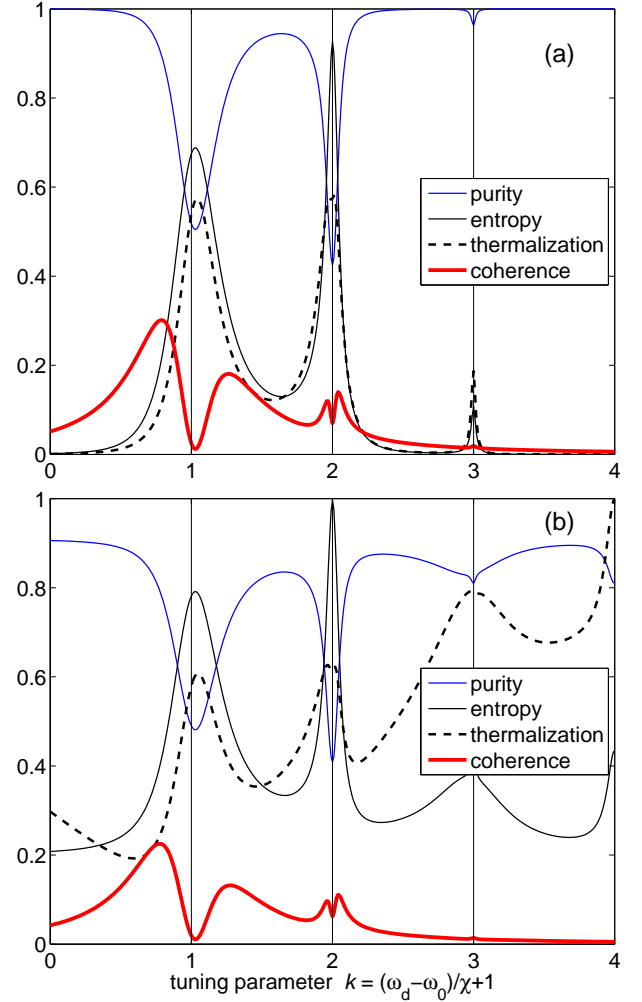 1
0.8
0.6
0.4
0.2
0
(a)
purity
entropy
thermalization
coherence
0 1 2 3 4
1
0.8
0.6
0.4
0.2
0
(b)
purity
entropy
thermalization
coherence
0 1 2 3 4
tuning parameter k = (ω_d−ω_0)/χ+1